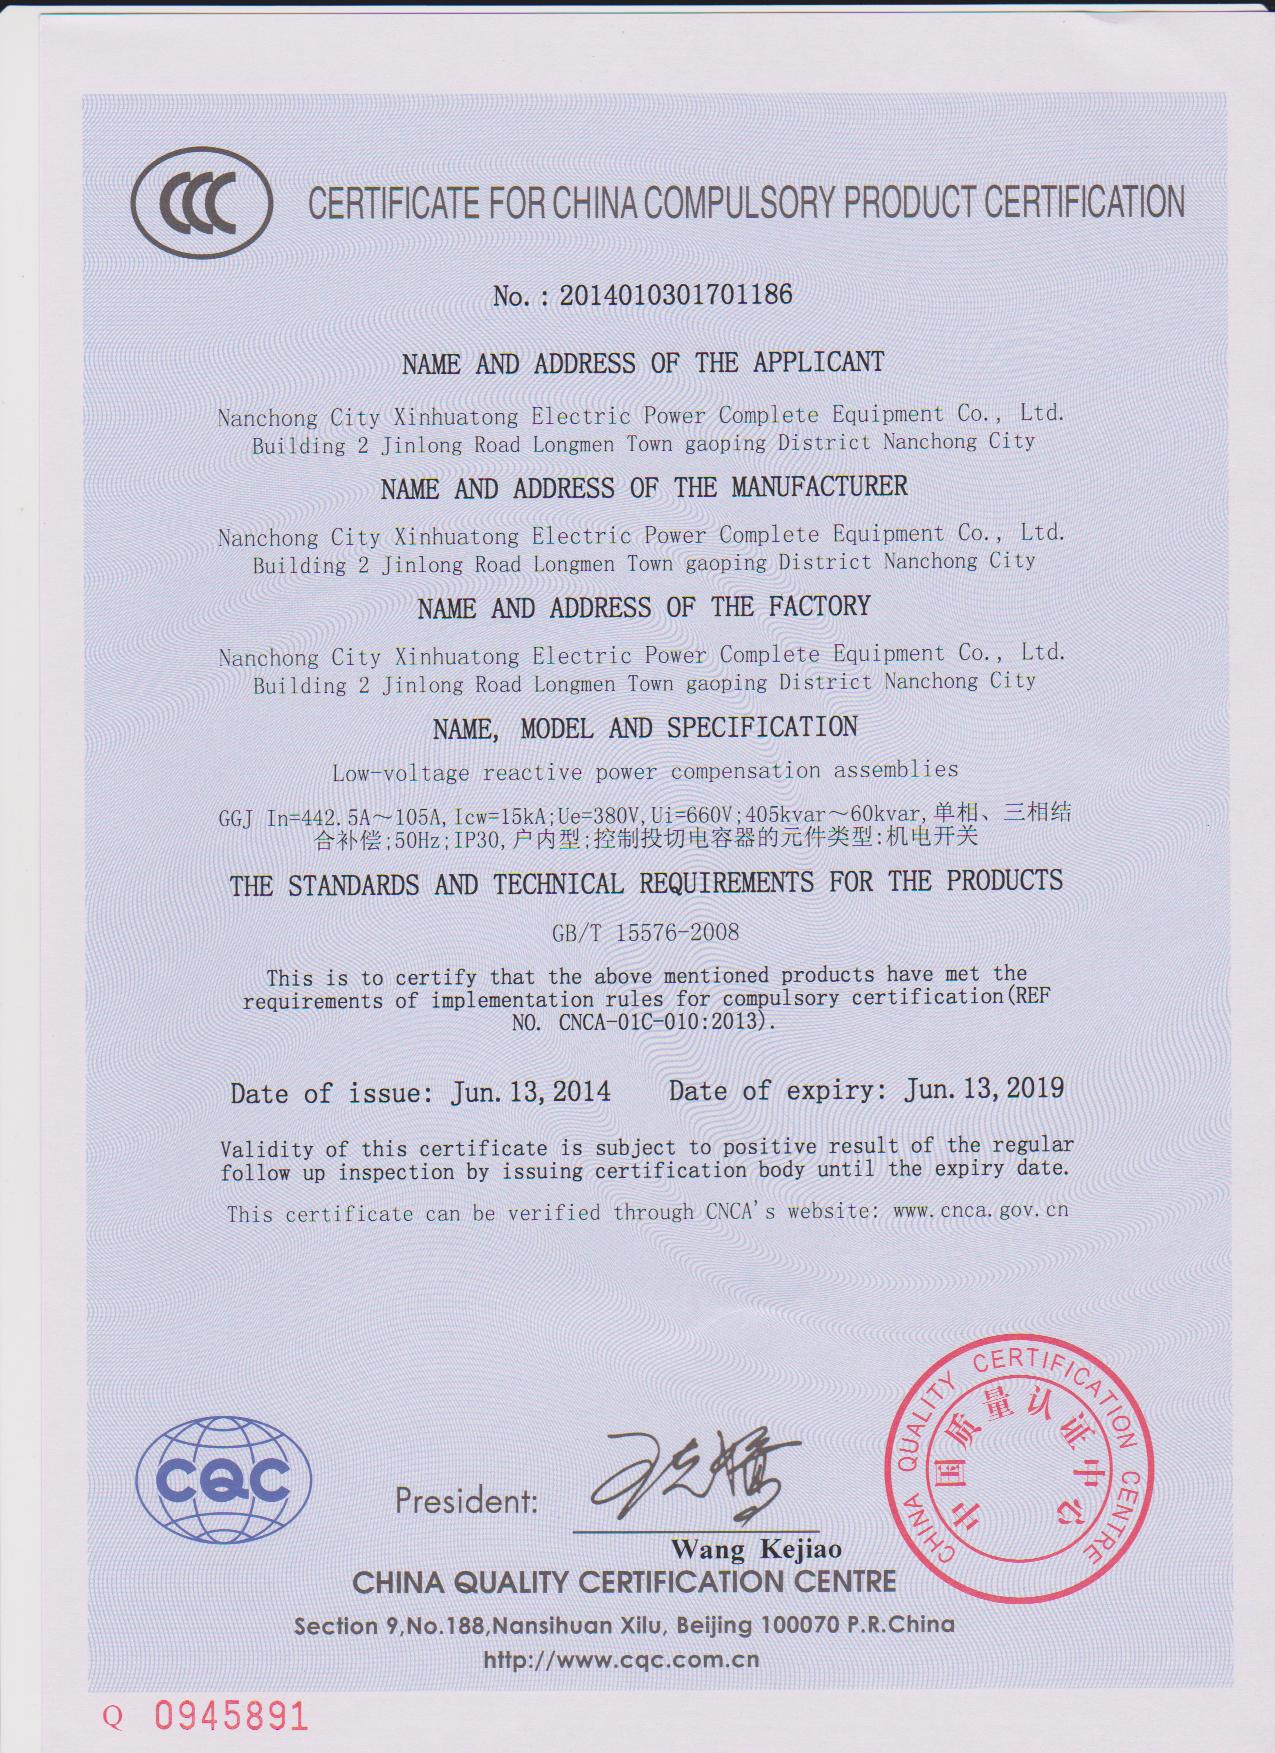 CCC
CERTIFICATE FOR CHINA COMPULSORY PRODUCT CERTIFICATION
No.: 2014010301701186
NAME AND ADDRESS OF THE APPLICANT
Nanchong City Xinhuatong Electric Power Complete Equipment Co., Ltd.
Building 2 Jinlong Road Longmen Town gaoping District Nanchong City
NAME AND ADDRESS OF THE MANUFACTURER
Nanchong City Xinhuatong Electric Power Complete Equipment Co., Ltd.
Building 2 Jinlong Road Longmen Town gaoping District Nanchong City
NAME AND ADDRESS OF THE FACTORY
Nanchong City Xinhuatong Electric Power Complete Equipment Co., Ltd.
Building 2 Jinlong Road Longmen Town gaoping District Nanchong City
NAME, MODEL AND SPECIFICATION
Low-voltage reactive power compensation assemblies
GGJ In=442.5A～105A,Icw=15kA;Ue=380V,Ui=660V;405kvar～60kvar,单相、三相结
合补偿;50Hz;IP30,户内型;控制投切电容器的元件类型:机电开关
THE STANDARDS AND TECHNICAL REQUIREMENTS FOR THE PRODUCTS
GB/T 15576-2008
This is to certify that the above mentioned products have met the
requirements of implementation rules for compulsory certification(REF
NO. CNCA-01C-010:2013).
Date of issue: Jun.13,2014 Date of expiry: Jun.13,2019
Validity of this certificate is subject to positive result of the regular
follow up inspection by issuing certification body until the expiry date.
This certificate can be verified through CNCA's website: www.cnca.gov.cn
CHINA QUALITY CERTIFICATION CENTRE
中国质量认证中心
CQC
President:
Wang Kejiao
CHINA QUALITY CERTIFICATION CENTRE
Section 9,No.188,Nansihuan Xilu, Beijing 100070 P.R.China
http://www.cqc.com.cn
Q 0945891